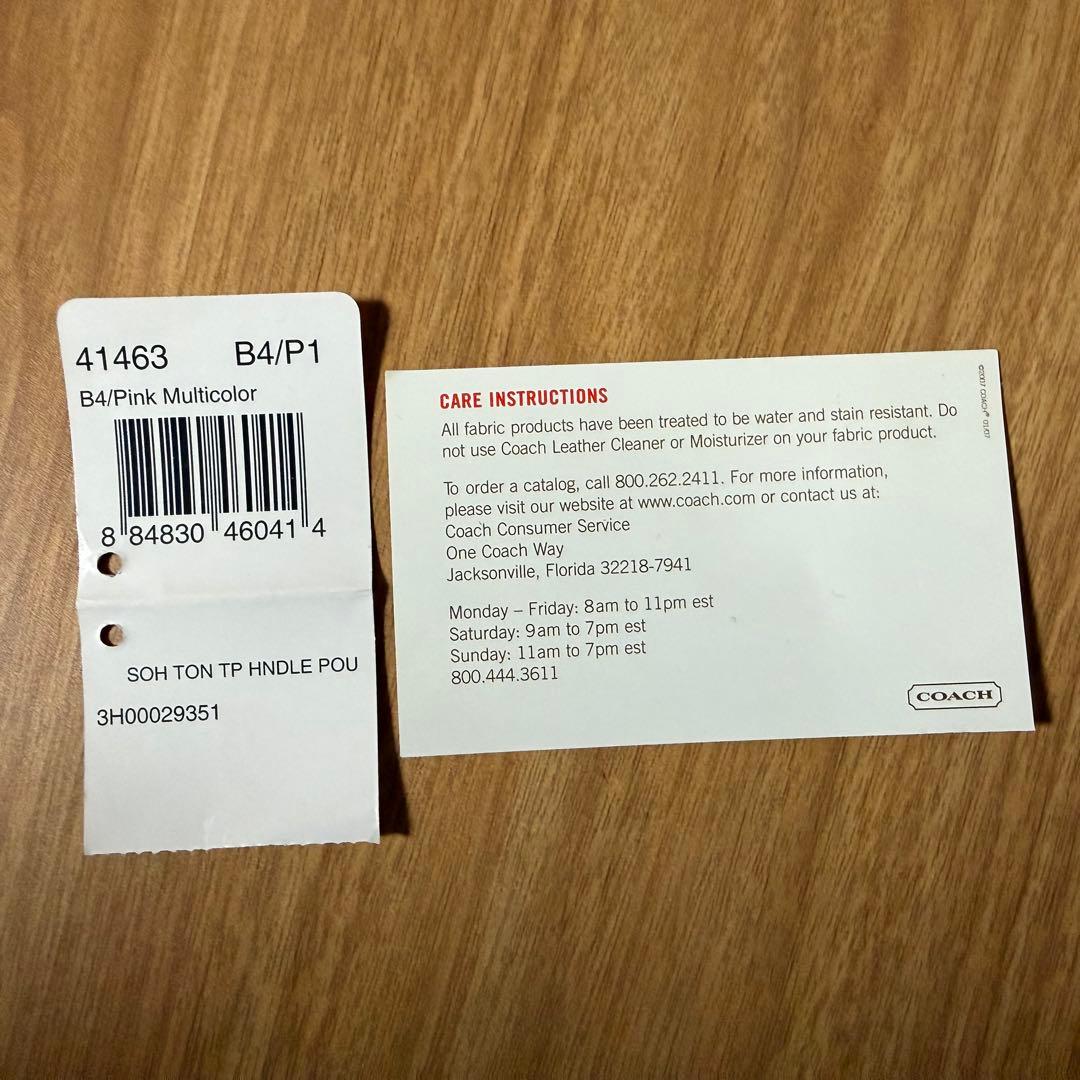 41463 B4/P1
B4/Pink Multicolor
8 84830 46041 4
SOH TON TP HNDLE POU
3H00029351
CARE INSTRUCTIONS
All fabric products have been treated to be water and stain resistant. Do
not use Coach Leather Cleaner or Moisturizer on your fabric product.
To order a catalog, call 800.262.2411. For more information,
please visit our website at www.coach.com or contact us at:
Coach Consumer Service
One Coach Way
Jacksonville, Florida 32218-7941
Monday – Friday: 8am to 11pm est
Saturday: 9am to 7pm est
Sunday: 11am to 7pm est
800.444.3611
COACH
©2007 COACH® 01/07